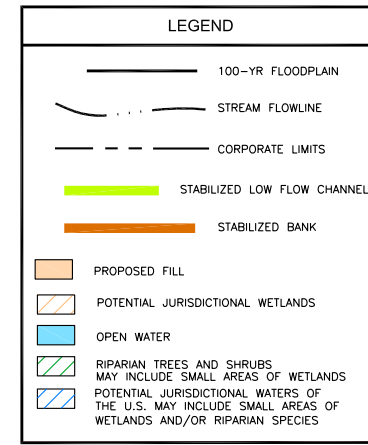 LEGEND
100-YR FLOODPLAIN
STREAM FLOWLINE
CORPORATE LIMITS
STABILIZED LOW FLOW CHANNEL
STABILIZED BANK
PROPOSED FILL
POTENTIAL JURISDICTIONAL WETLANDS
OPEN WATER
RIPARIAN TREES AND SHRUBS
MAY INCLUDE SMALL AREAS OF WETLANDS
POTENTIAL JURISDICTIONAL WATERS OF
THE U.S. MAY INCLUDE SMALL AREAS OF
WETLANDS AND/OR RIPARIAN SPECIES